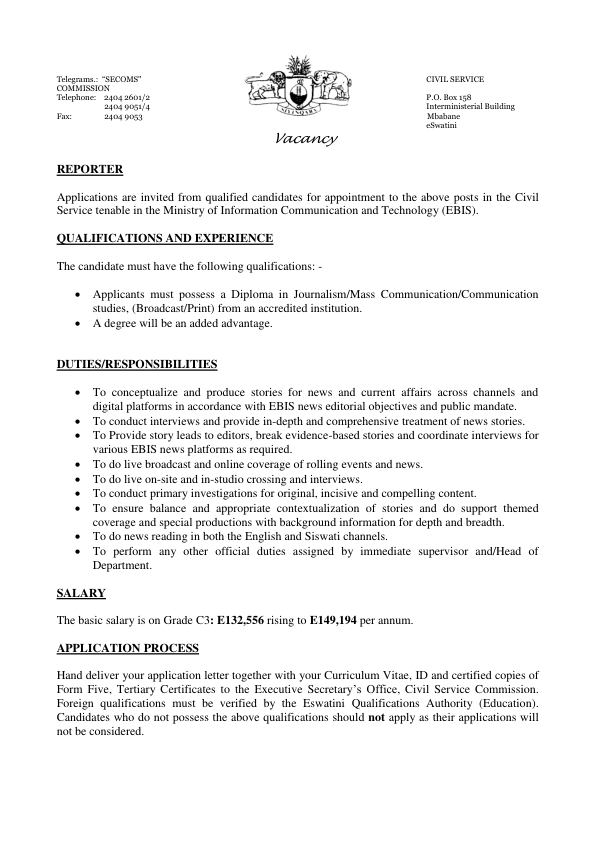 Telegrams.: "SECOMS"
COMMISSION
Telephone: 2404 2601/2
2404 9051/4
Fax: 2404 9053
CIVIL SERVICE
P.O. Box 158
Interministerial Building
Mbabane
eSwatini
SIYINQABA
Vacancy
REPORTER
Applications are invited from qualified candidates for appointment to the above posts in the Civil
Service tenable in the Ministry of Information Communication and Technology (EBIS).
QUALIFICATIONS AND EXPERIENCE
The candidate must have the following qualifications: -
• Applicants must possess a Diploma in Journalism/Mass Communication/Communication
studies, (Broadcast/Print) from an accredited institution.
• A degree will be an added advantage.
DUTIES/RESPONSIBILITIES
• To conceptualize and produce stories for news and current affairs across channels and
digital platforms in accordance with EBIS news editorial objectives and public mandate.
• To conduct interviews and provide in-depth and comprehensive treatment of news stories.
• To Provide story leads to editors, break evidence-based stories and coordinate interviews for
various EBIS news platforms as required.
• To do live broadcast and online coverage of rolling events and news.
• To do live on-site and in-studio crossing and interviews.
• To conduct primary investigations for original, incisive and compelling content.
• To ensure balance and appropriate contextualization of stories and do support themed
coverage and special productions with background information for depth and breadth.
• To do news reading in both the English and Siswati channels.
• To perform any other official duties assigned by immediate supervisor and/Head of
Department.
SALARY
The basic salary is on Grade C3: E132,556 rising to E149,194 per annum.
APPLICATION PROCESS
Hand deliver your application letter together with your Curriculum Vitae, ID and certified copies of
Form Five, Tertiary Certificates to the Executive Secretary's Office, Civil Service Commission.
Foreign qualifications must be verified by the Eswatini Qualifications Authority (Education).
Candidates who do not possess the above qualifications should not apply as their applications will
not be considered.